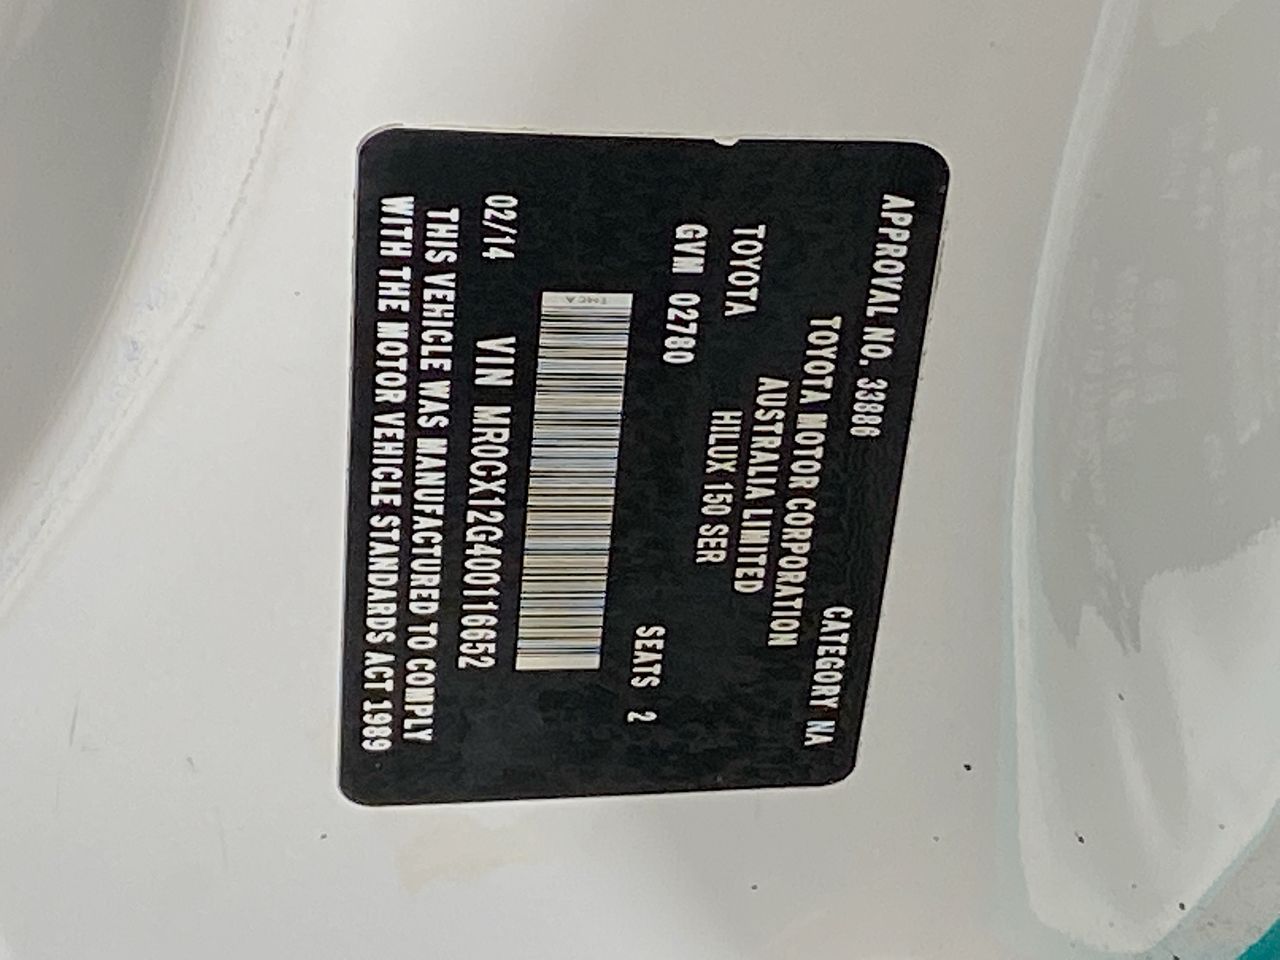 APPROVAL NO. 33886 CATEGORY NA
TOYOTA MOTOR CORPORATION
AUSTRALIA LIMITED
TOYOTA HILUX 150 SER
GVM 02780 SEATS 2
02/14 VIN MR0CX12G400116652
THIS VEHICLE WAS MANUFACTURED TO COMPLY
WITH THE MOTOR VEHICLE STANDARDS ACT 1989